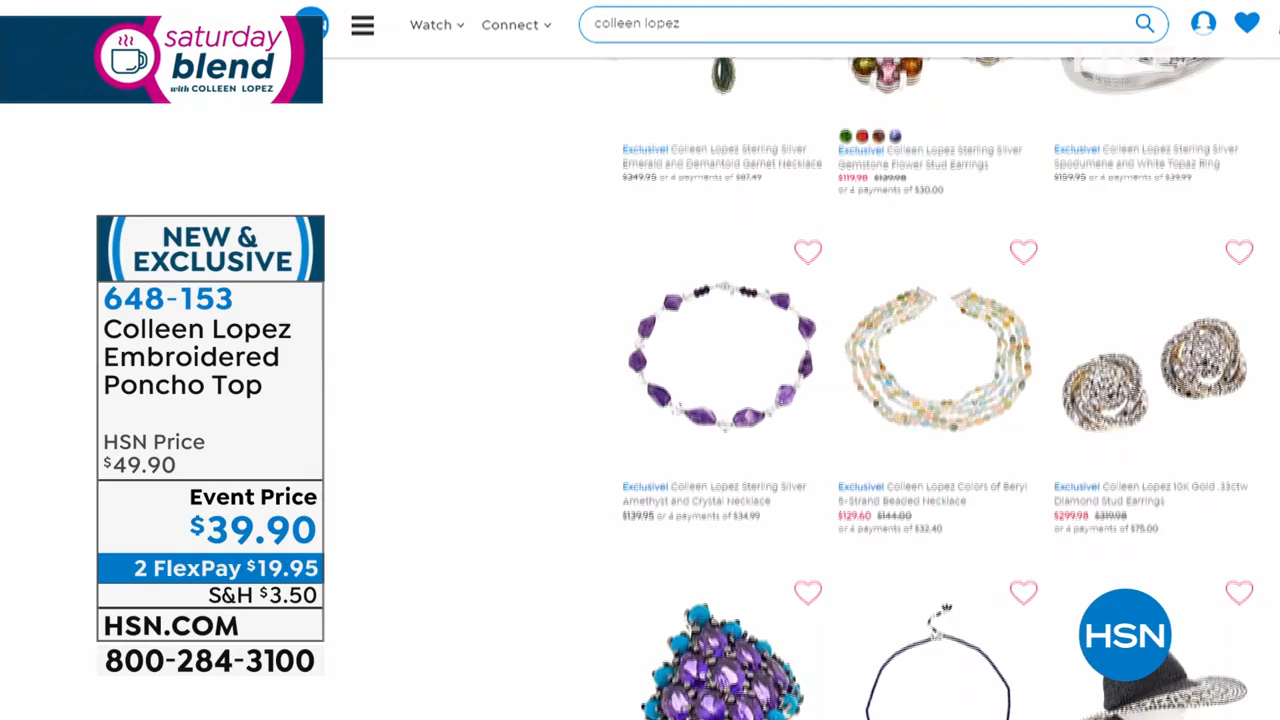 saturday
blend
with COLLEEN LOPEZ
Watch
Connect
colleen lopez
LIVE
Exclusive! Colleen Lopez Sterling Silver
Emerald and Demantoid Garnet Necklace
$349.95 or 4 payments of $87.49
Exclusive! Colleen Lopez Sterling Silver
Gemstone Flower Stud Earrings
$119.98 $139.98
or 4 payments of $30.00
Exclusive! Colleen Lopez Sterling Silver
Spodumene and White Topaz Ring
$159.95 or 4 payments of $39.99
NEW &
EXCLUSIVE
648-153
Colleen Lopez
Embroidered
Poncho Top
HSN Price
$49.90
Event Price
$39.90
2 FlexPay $19.95
S&H $3.50
HSN.COM
800-284-3100
Exclusive! Colleen Lopez Sterling Silver
Amethyst and Crystal Necklace
$139.95 or 4 payments of $34.99
Exclusive! Colleen Lopez Colors of Beryl
5-Strand Beaded Necklace
$129.60 $144.00
or 4 payments of $32.40
Exclusive! Colleen Lopez 10K Gold .33ctw
Diamond Stud Earrings
$299.98 $319.98
or 4 payments of $75.00
HSN